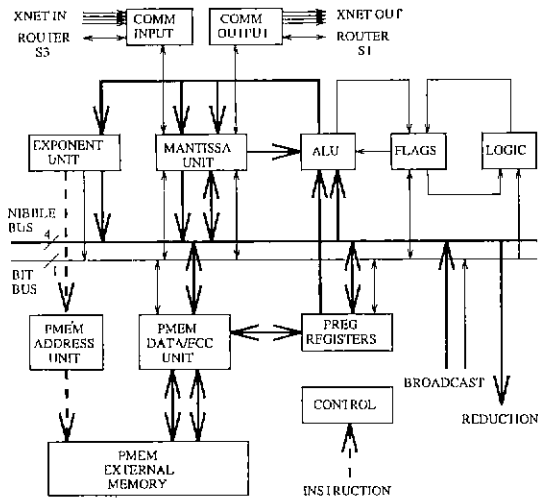 XNET IN
COMM
INPUT
COMM
OUTPUT
XNET OUT
ROUTER
S3
ROUTER
S1
EXPONENT
UNIT
MANTISSA
UNIT
ALU
FLAGS
LOGIC
NIBBLE
BUS
4
BIT
BUS
PMEM
ADDRESS
UNIT
PMEM
DATA/ECC
UNIT
PREG
REGISTERS
BROADCAST
REDUCTION
CONTROL
PMEM
EXTERNAL
MEMORY
INSTRUCTION